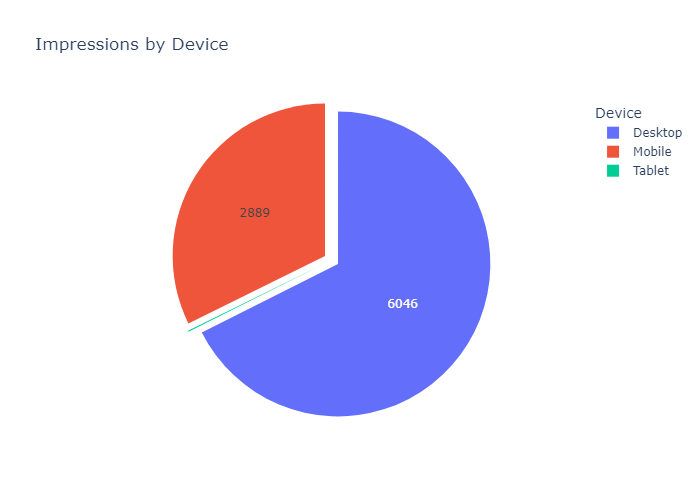 Impressions by Device
Device
Desktop
Mobile
Tablet
2889
6046